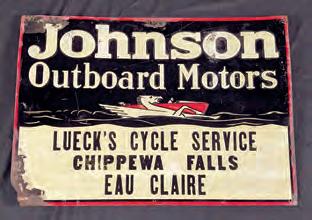 Johnson
Outboard Motors
LUECK'S CYCLE SERVICE
CHIPPEWA FALLS
EAU CLAIRE